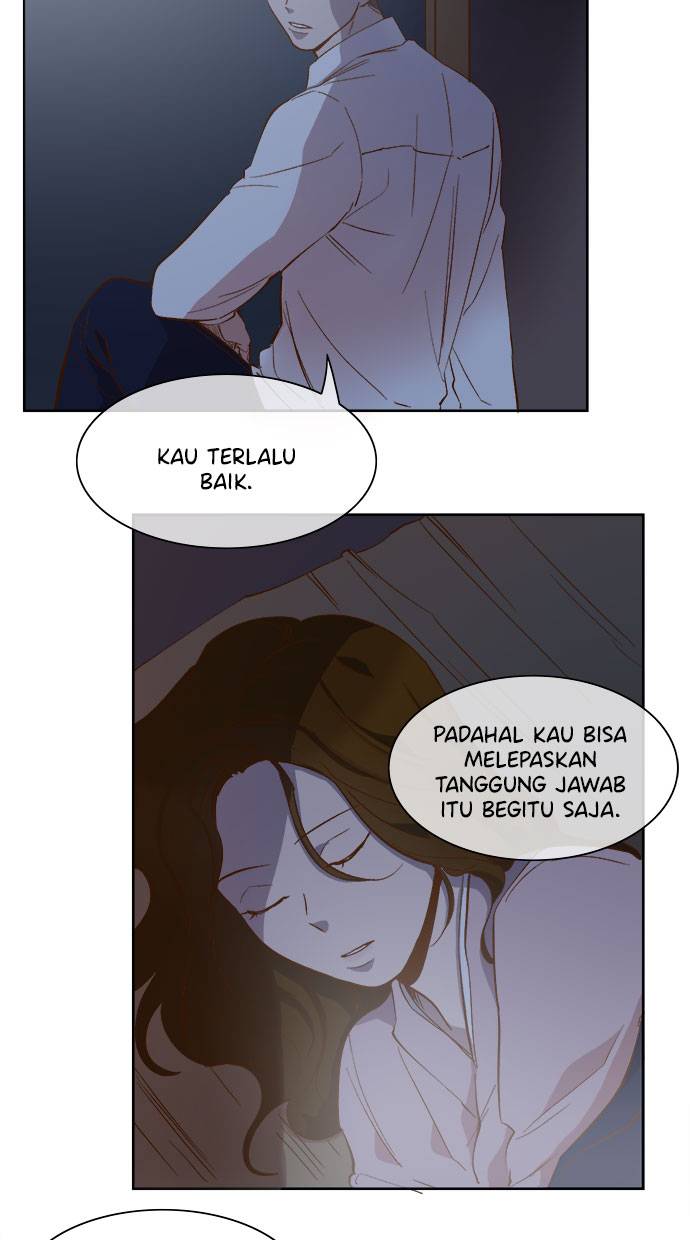 KAU TERLALU
BAIK.
PADAHAL KAU BISA
MELEPASKAN
TANGGUNG JAWAB
ITU BEGITU SAJA.